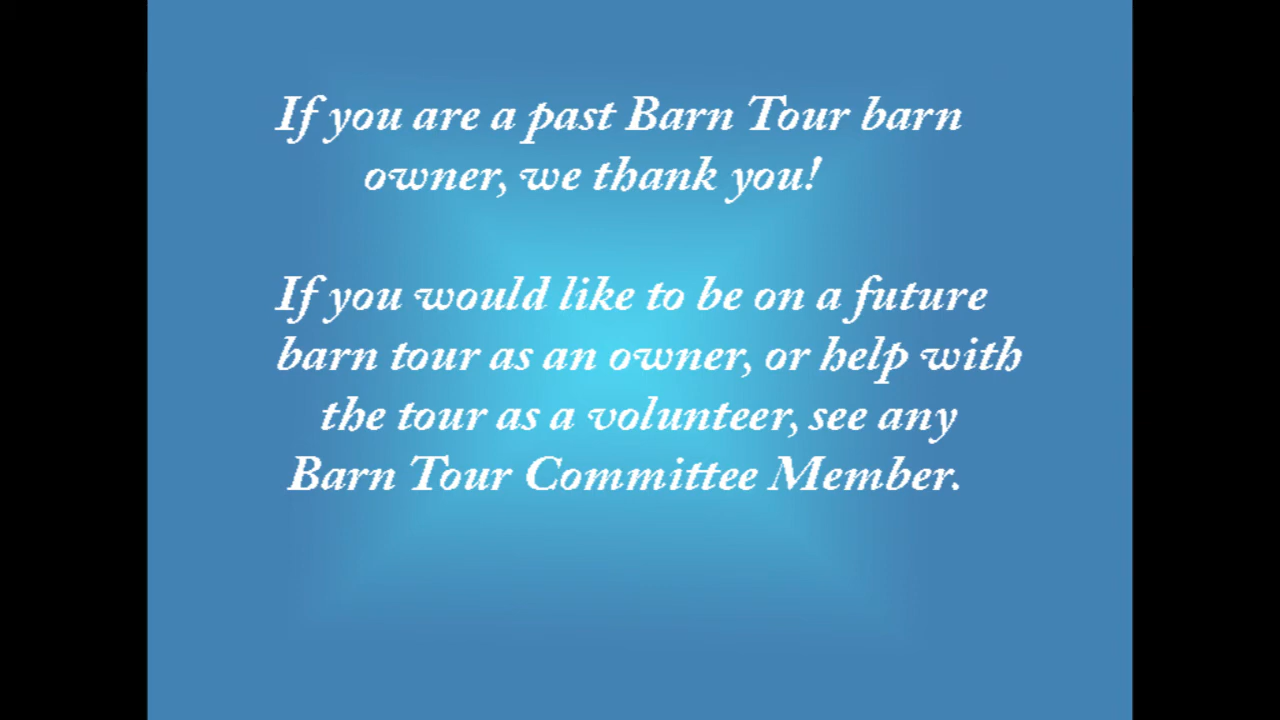 If you are a past Barn Tour barn
owner, we thank you!
If you would like to be on a future
barn tour as an owner, or help with
the tour as a volunteer, see any
Barn Tour Committee Member.